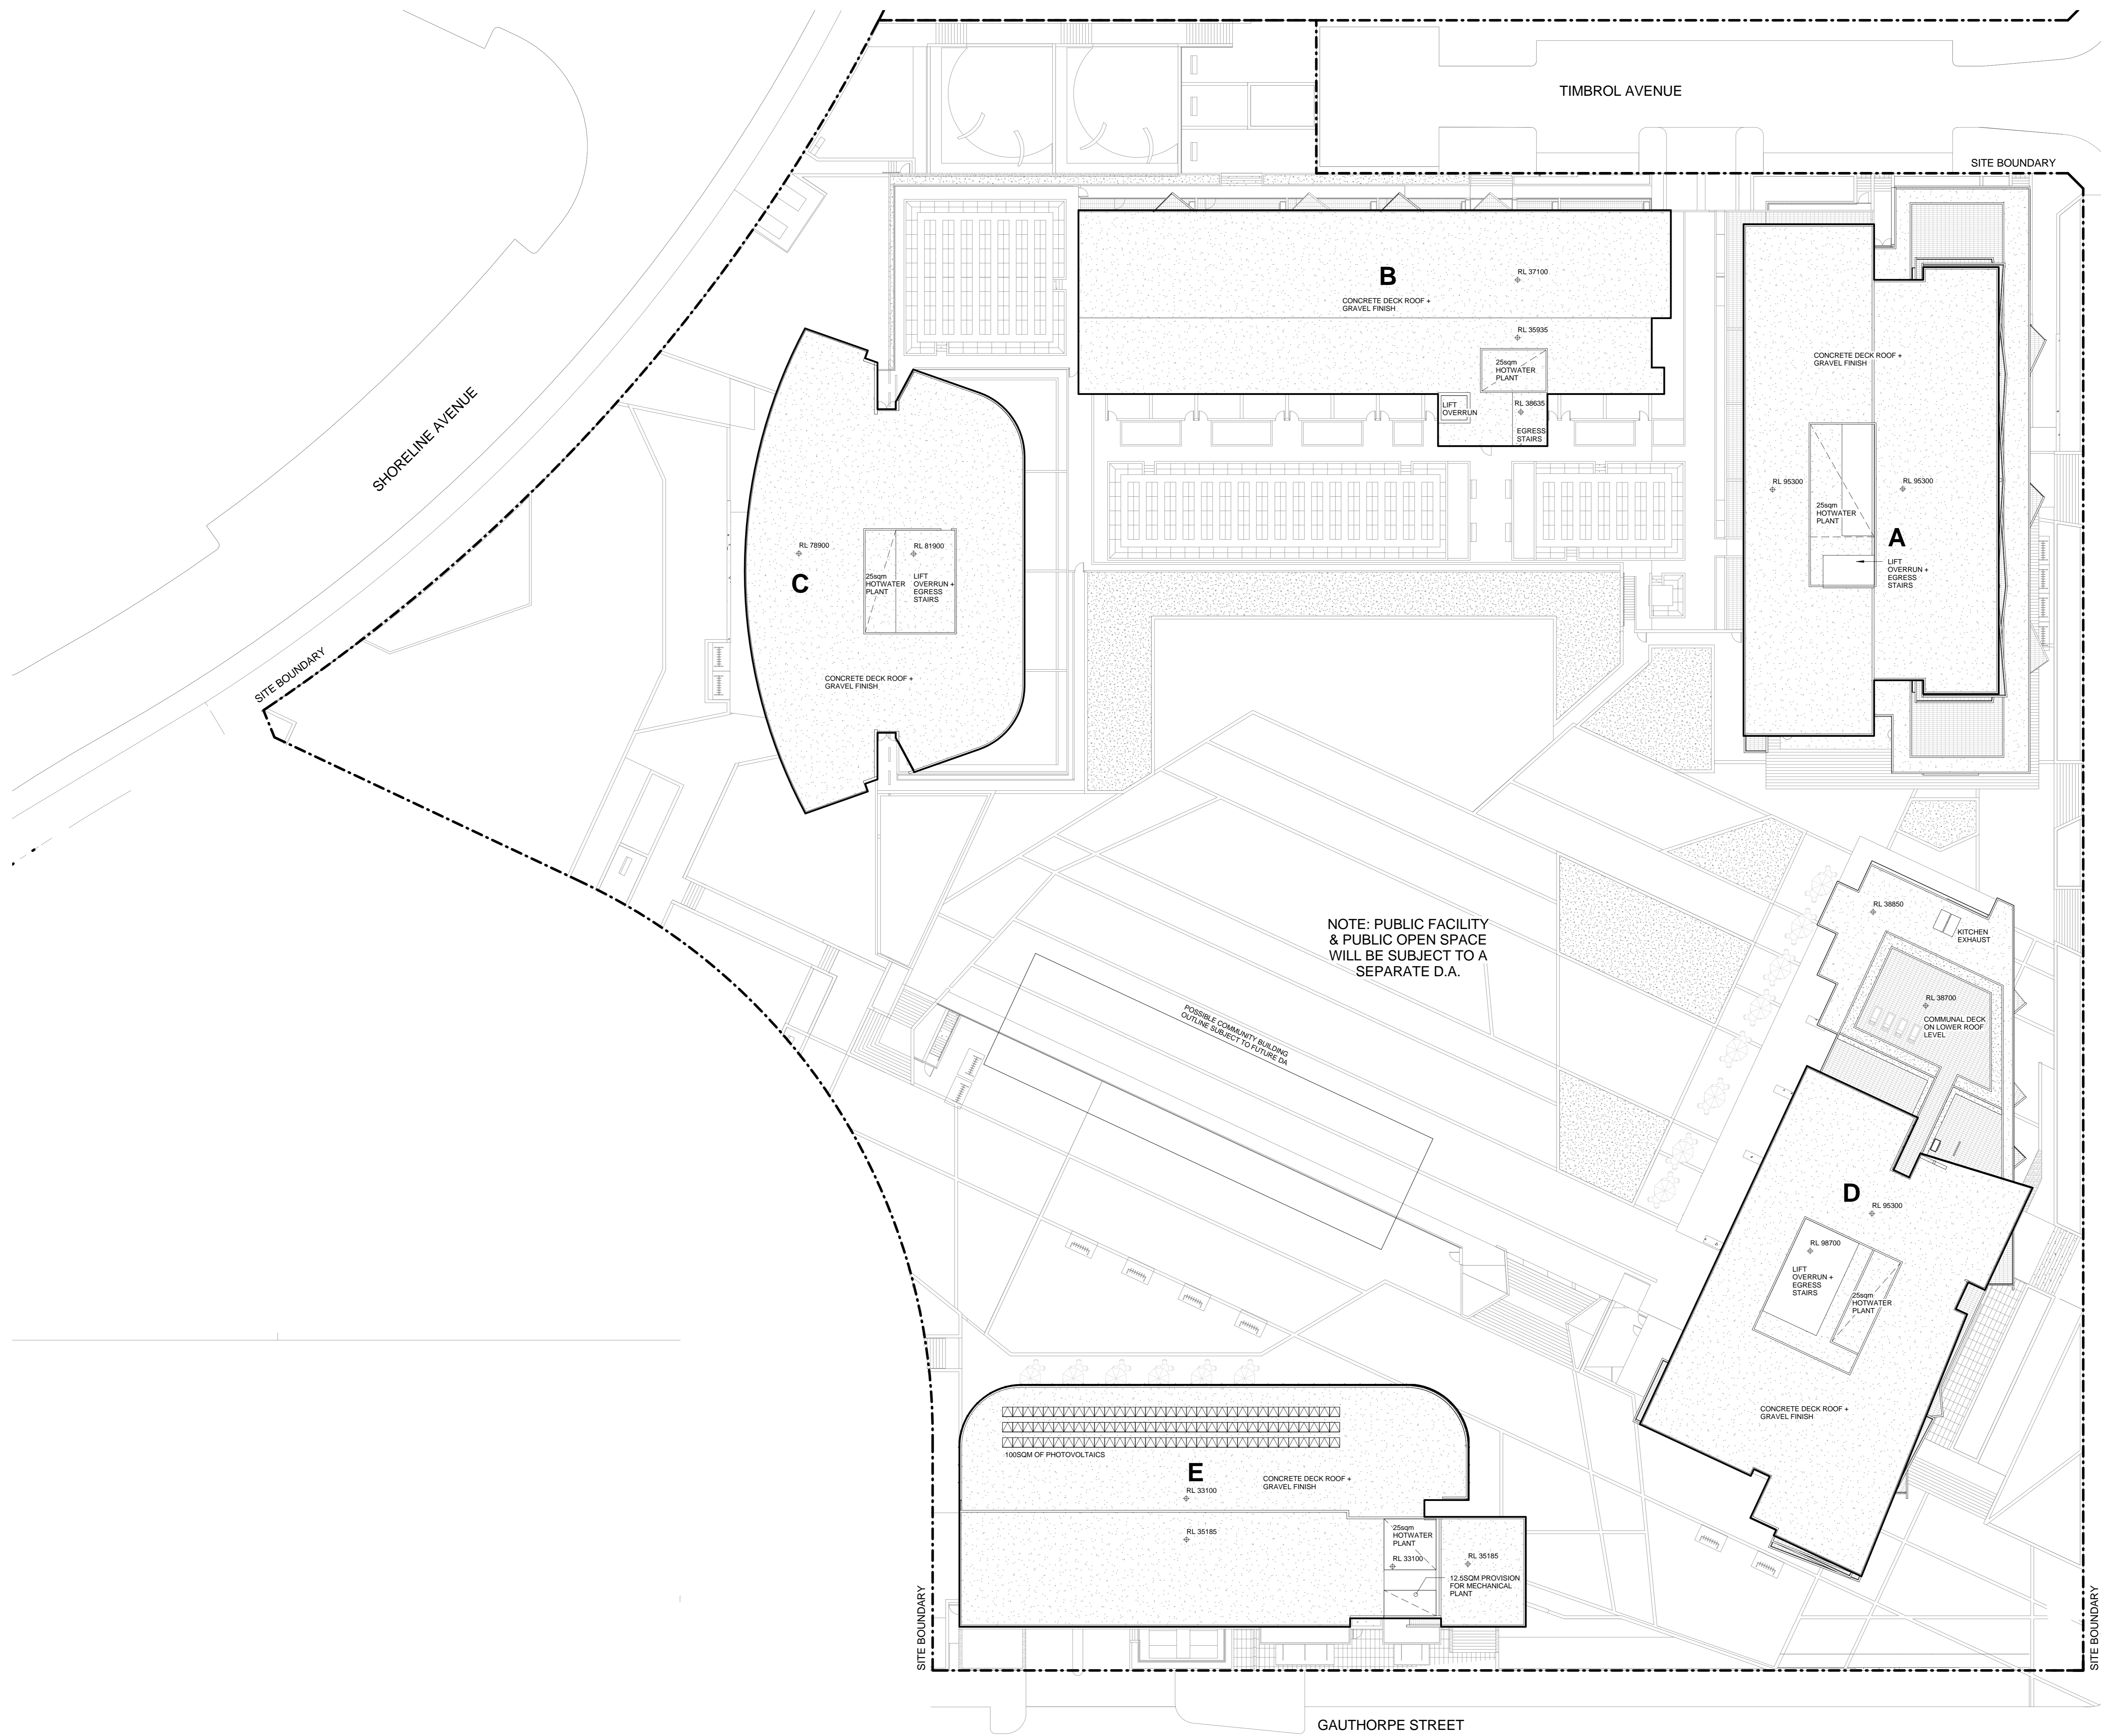 TIMBROL AVENUE
SITE BOUNDARY
B
RL 37100
CONCRETE DECK ROOF +
GRAVEL FINISH
RL 35935
25sqm
HOTWATER
PLANT
LIFT
OVERRUN
RL 38635
EGRESS
STAIRS
CONCRETE DECK ROOF +
GRAVEL FINISH
RL 95300
RL 95300
25sqm
HOTWATER
PLANT
A
LIFT
OVERRUN +
EGRESS
STAIRS
SHORELINE AVENUE
RL 78900
RL 81900
C
25sqm
HOTWATER
PLANT
LIFT
OVERRUN +
EGRESS
STAIRS
CONCRETE DECK ROOF +
GRAVEL FINISH
SITE BOUNDARY
NOTE: PUBLIC FACILITY
& PUBLIC OPEN SPACE
WILL BE SUBJECT TO A
SEPARATE D.A.
RL 38850
KITCHEN
EXHAUST
RL 38700
COMMUNAL DECK
ON LOWER ROOF
LEVEL
POSSIBLE COMMUNITY BUILDING
OUTLINE SUBJECT TO FUTURE DA
D
RL 95300
RL 98700
LIFT
OVERRUN +
EGRESS
STAIRS
25sqm
HOTWATER
PLANT
CONCRETE DECK ROOF +
GRAVEL FINISH
100SQM OF PHOTOVOLTAICS
E
CONCRETE DECK ROOF +
GRAVEL FINISH
RL 33100
RL 35185
25sqm
HOTWATER
PLANT
RL 33100
RL 35185
12.5SQM PROVISION
FOR MECHANICAL
PLANT
SITE BOUNDARY
SITE BOUNDARY
GAUTHORPE STREET